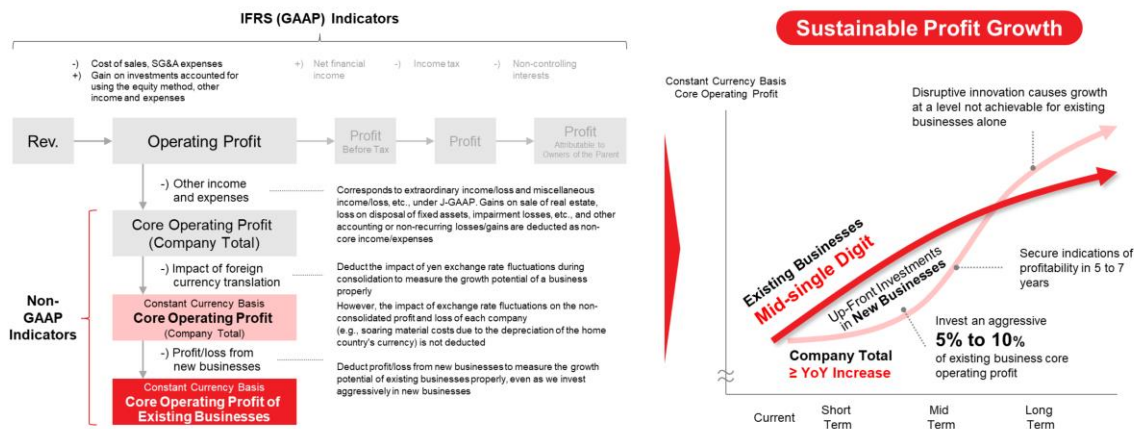 IFRS (GAAP) Indicators
-) Cost of sales, SG&A expenses
+) Gain on investments accounted for
using the equity method, other
income and expenses
+) Net financial
income
-) Income tax
-) Non-controlling
interests
Rev.
Operating Profit
Profit
Before Tax
Profit
Profit
Attributable to
Owners of the Parent
-) Other income
and expenses
Corresponds to extraordinary income/loss and miscellaneous
income/loss, etc., under J-GAAP. Gains on sale of real estate,
loss on disposal of fixed assets, impairment losses, etc., and other
accounting or non-recurring losses/gains are deducted as non-
core income/expenses
Core Operating Profit
(Company Total)
-) Impact of foreign
currency translation
Deduct the impact of yen exchange rate fluctuations during
consolidation to measure the growth potential of a business
properly
However, the impact of exchange rate fluctuations on the non-
consolidated profit and loss of each company
(e.g., soaring material costs due to the depreciation of the home
country's currency) is not deducted
Non-
GAAP
Indicators
Constant Currency Basis
Core Operating Profit
(Company Total)
-) Profit/loss from
new businesses
Deduct profit/loss from new businesses to measure the growth
potential of existing businesses properly, even as we invest
aggressively in new businesses
Constant Currency Basis
Core Operating Profit of
Existing Businesses
Sustainable Profit Growth
Constant Currency Basis
Core Operating Profit
Disruptive innovation causes growth
at a level not achievable for existing
businesses alone
Existing Businesses
Mid-single Digit
Up-Front Investments
in New Businesses
Secure indications of
profitability in 5 to 7
years
Invest an aggressive
5% to 10%
of existing business core
operating profit
Company Total
≥ YoY Increase
Current
Short
Term
Mid
Term
Long
Term